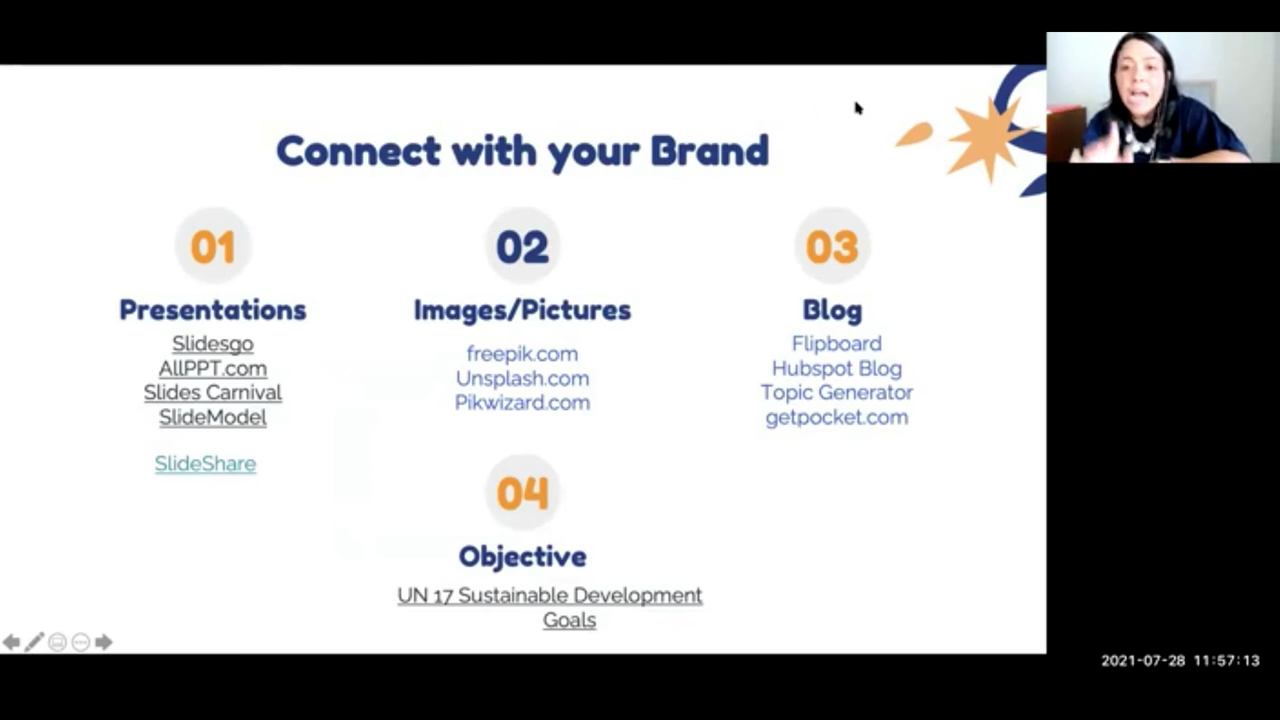 Connect with your Brand
01
Presentations
Slidesgo
AllPPT.com
Slides Carnival
SlideModel
SlideShare
02
Images/Pictures
freepik.com
Unsplash.com
Pikwizard.com
03
Blog
Flipboard
Hubspot Blog
Topic Generator
getpocket.com
04
Objective
UN 17 Sustainable Development
Goals
2021-07-28 11:57:13